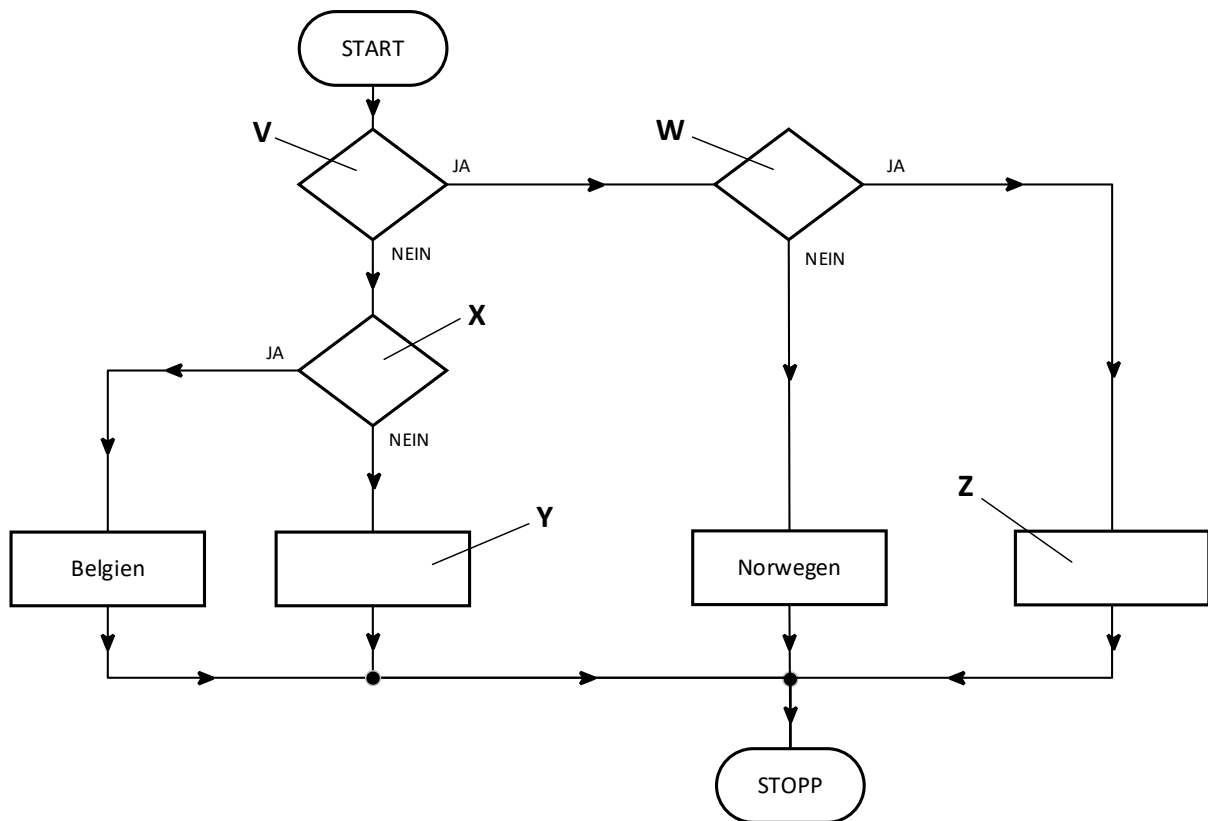 START
V
W
JA
JA
NEIN
NEIN
X
JA
NEIN
Z
Y
Belgien
Norwegen
STOPP